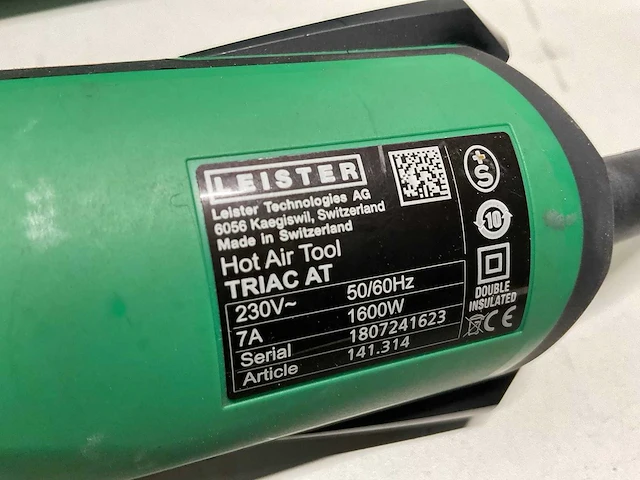 LEISTER
Leister Technologies AG
6056 Kaegiswil, Switzerland
Made in Switzerland
Hot Air Tool
TRIAC AT
230V~ 50/60Hz
7A 1600W
Serial 1807241623
Article 141.314
+S
10
DOUBLE
INSULATED
CE